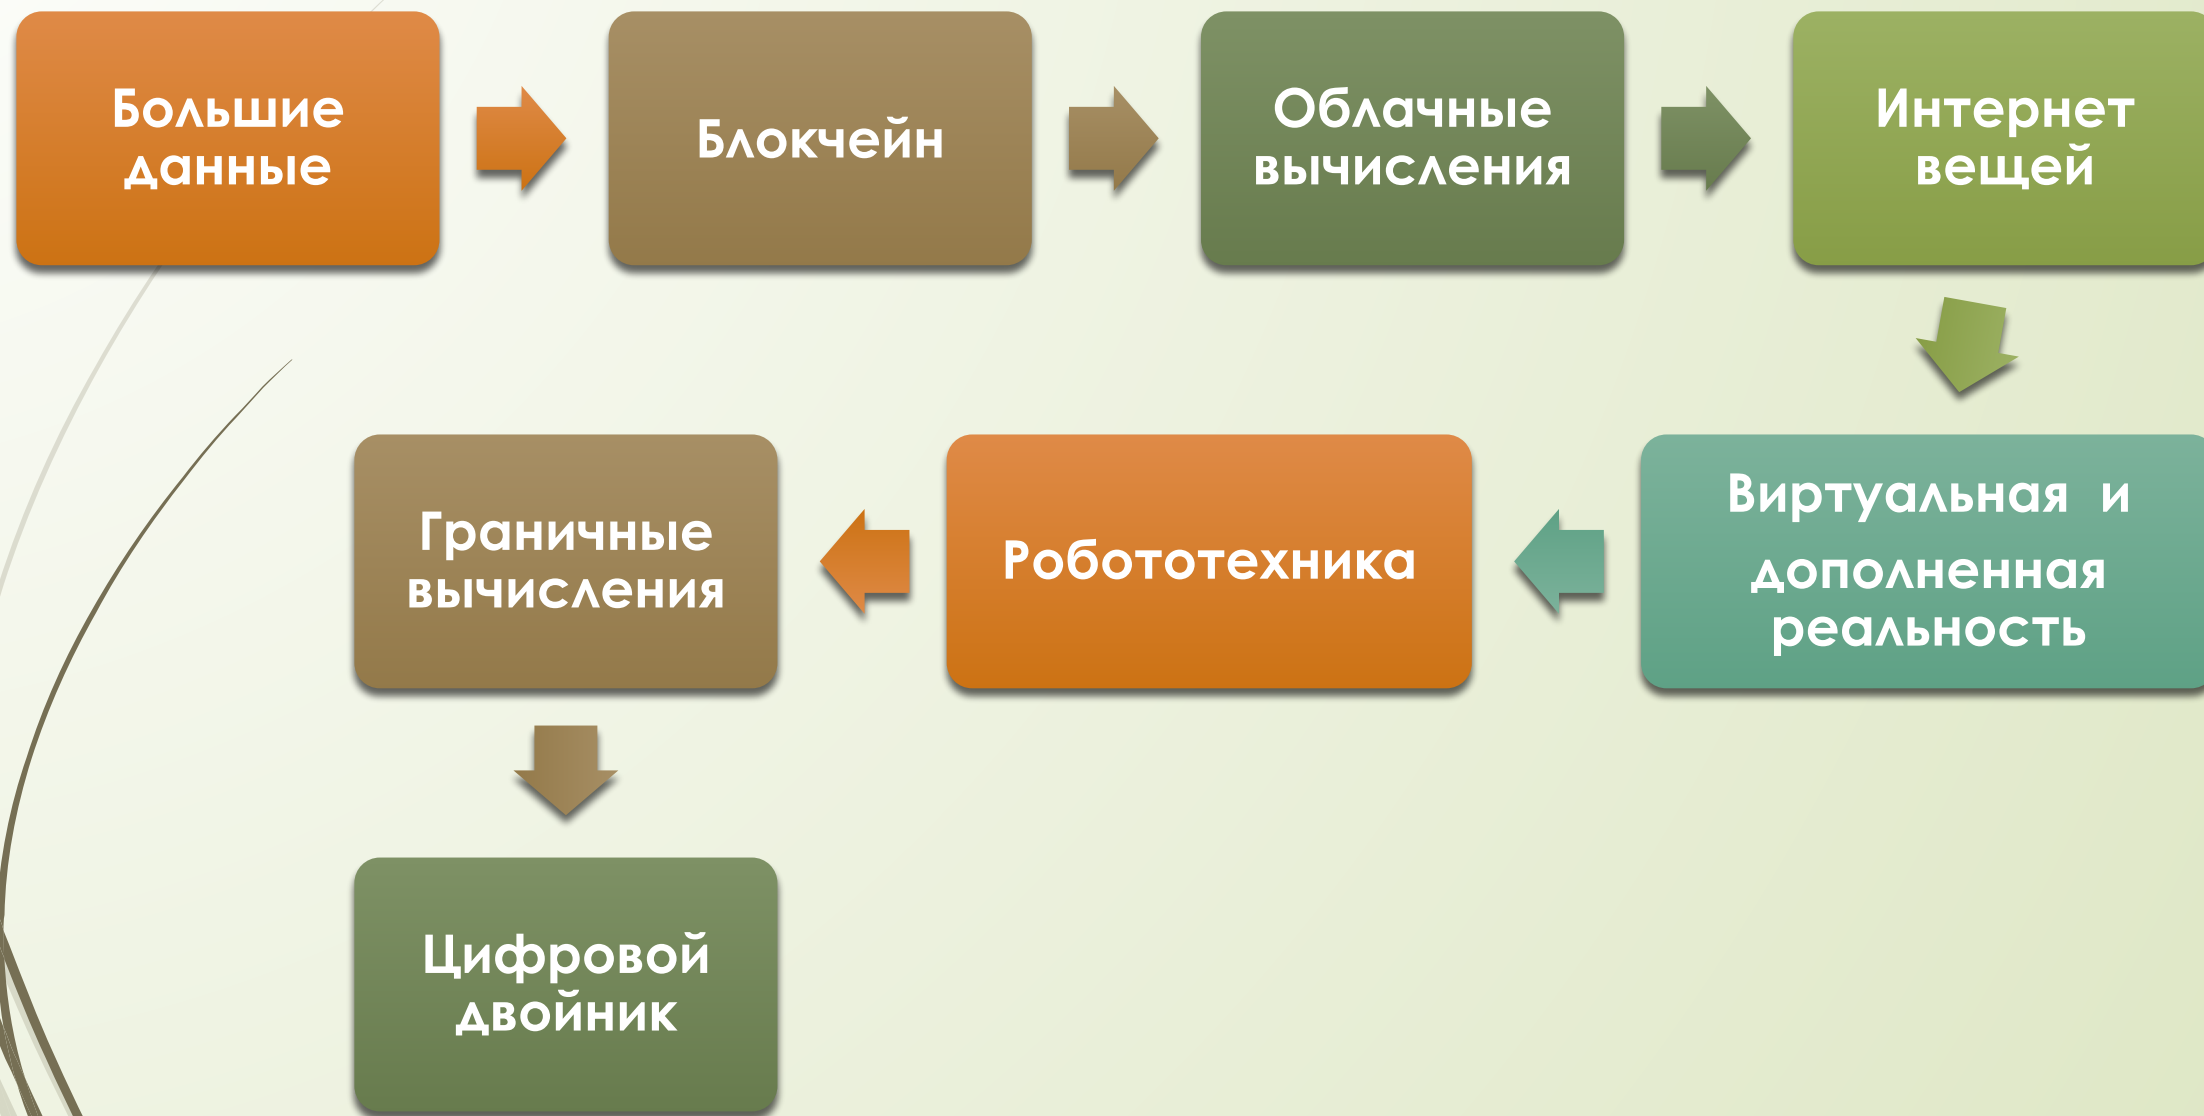 Большие
данные
Блокчейн
Облачные
вычисления
Интернет
вещей
Виртуальная и
дополненная
реальность
Робототехника
Граничные
вычисления
Цифровой
двойник